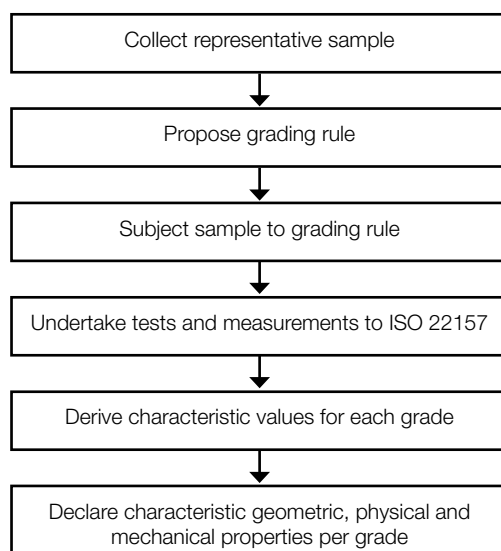 Collect representative sample
Propose grading rule
Subject sample to grading rule
Undertake tests and measurements to ISO 22157
Derive characteristic values for each grade
Declare characteristic geometric, physical and
mechanical properties per grade